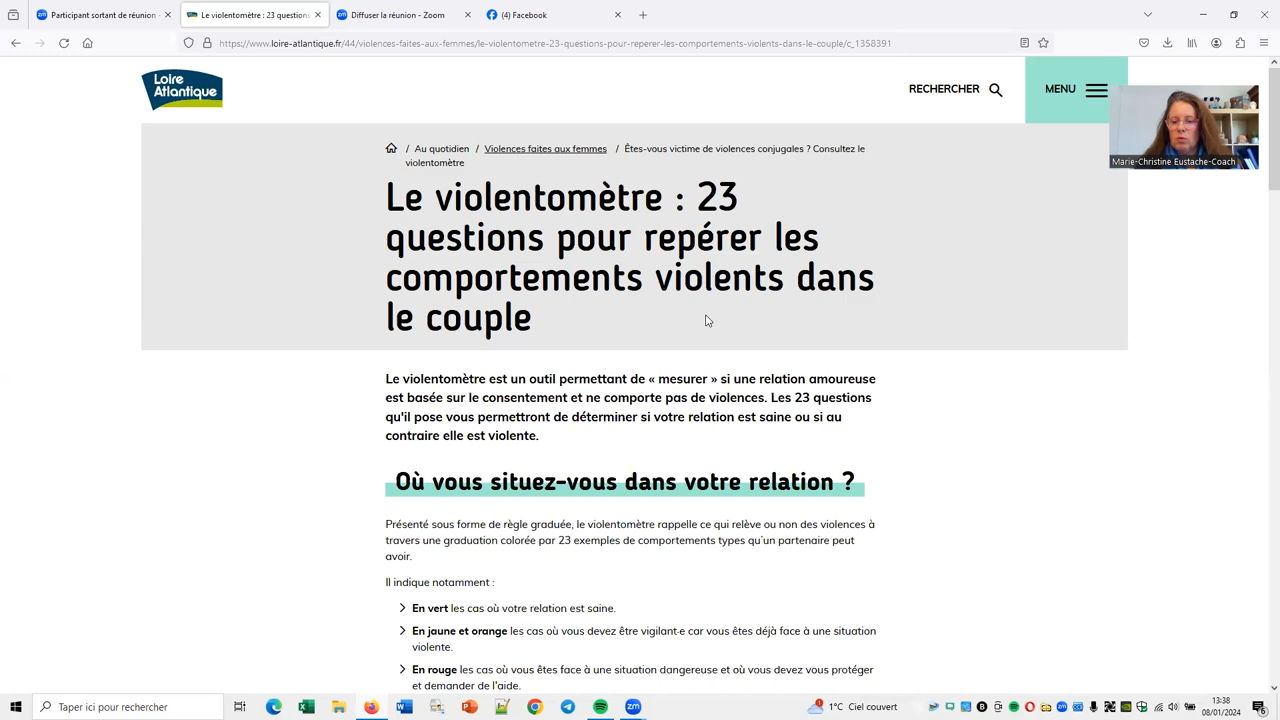 Participant sortant de réunion -
Le violentomètre : 23 questions
Diffuser la réunion - Zoom
(4) Facebook
https://www.loire-atlantique.fr/44/violences-faites-aux-femmes/le-violentometre-23-questions-pour-reperer-les-comportements-violents-dans-le-couple/c_1358391
Loire
Atlantique
RECHERCHER
MENU
Marie-Christine Eustache-Coach
/ Au quotidien / Violences faites aux femmes / Êtes-vous victime de violences conjugales ? Consultez le
violentomètre
Le violentomètre : 23
questions pour repérer les
comportements violents dans
le couple
Le violentomètre est un outil permettant de « mesurer » si une relation amoureuse
est basée sur le consentement et ne comporte pas de violences. Les 23 questions
qu'il pose vous permettront de déterminer si votre relation est saine ou si au
contraire elle est violente.
Où vous situez-vous dans votre relation ?
Présenté sous forme de règle graduée, le violentomètre rappelle ce qui relève ou non des violences à
travers une graduation colorée par 23 exemples de comportements types qu'un partenaire peut
avoir.
Il indique notamment :
En vert les cas où votre relation est saine.
En jaune et orange les cas où vous devez être vigilant·e car vous êtes déjà face à une situation
violente.
En rouge les cas où vous êtes face à une situation dangereuse et où vous devez vous protéger
et demander de l'aide.
Taper ici pour rechercher
1°C Ciel couvert
13:38
08/01/2024